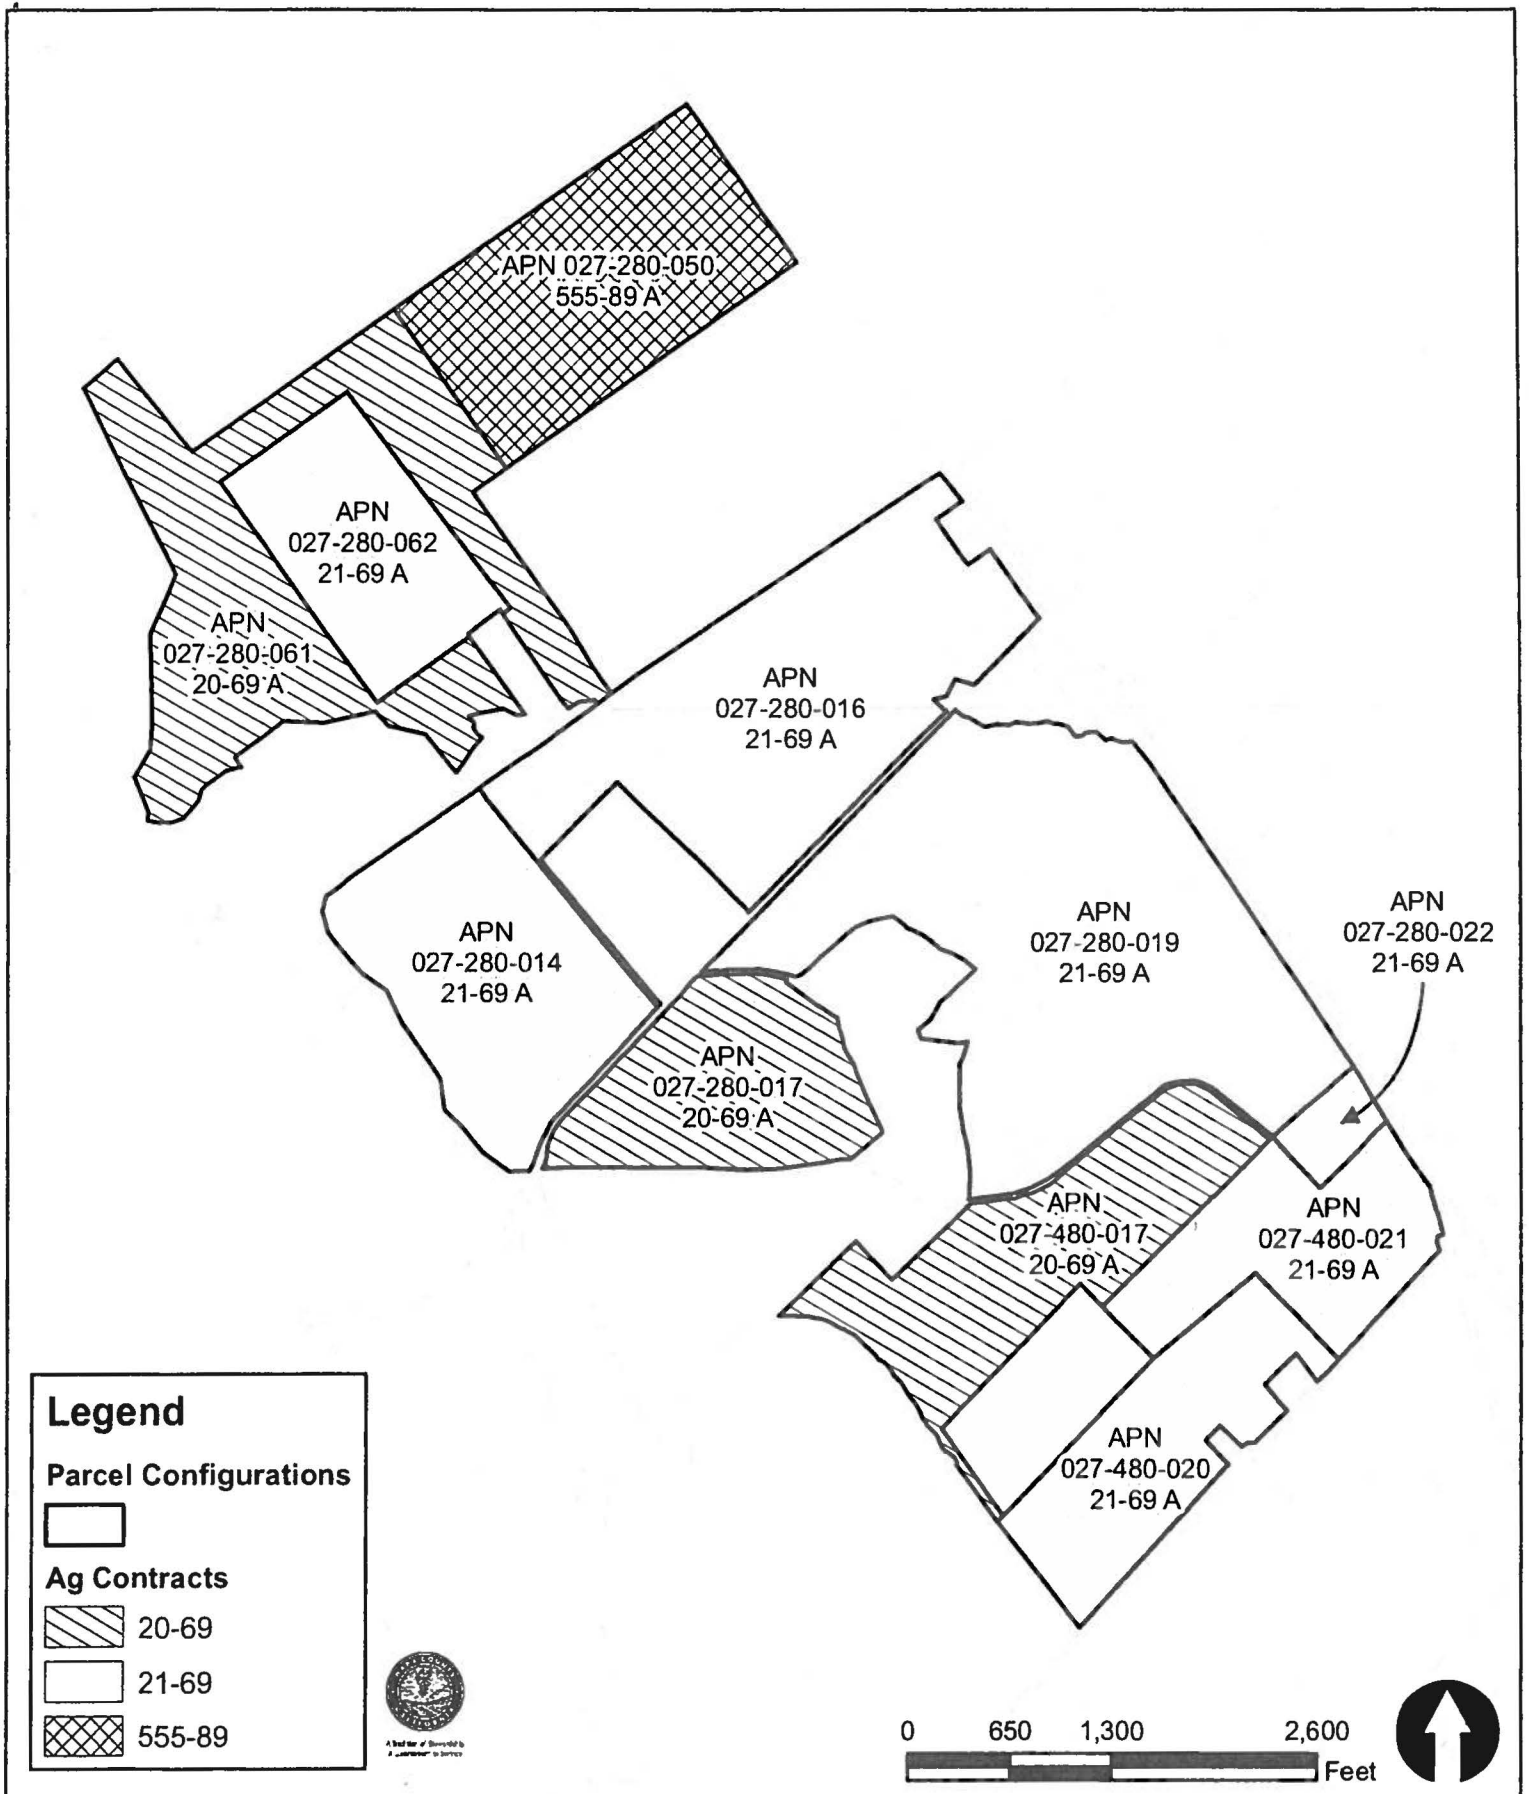 APN 027-280-050
555-89 A
APN
027-280-062
21-69 A
APN
027-280-061
20-69 A
APN
027-280-016
21-69 A
APN
027-280-014
21-69 A
APN
027-280-019
21-69 A
APN
027-280-022
21-69 A
APN
027-280-017
20-69 A
APN
027-480-017
20-69 A
APN
027-480-021
21-69 A
APN
027-480-020
21-69 A
Legend
Parcel Configurations
Ag Contracts
20-69
21-69
555-89
0 650 1,300 2,600
Feet